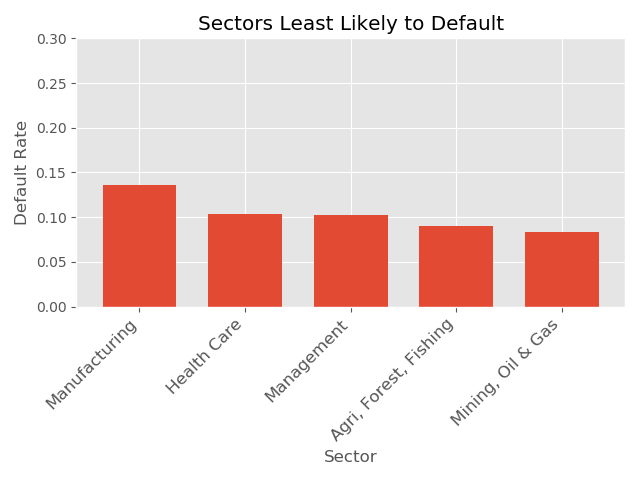 Sectors Least Likely to Default
0.30
0.25
0.20
0.15
0.10
0.05
0.00
Default Rate
Manufacturing
Health Care
Management
Agri, Forest, Fishing
Mining, Oil & Gas
Sector